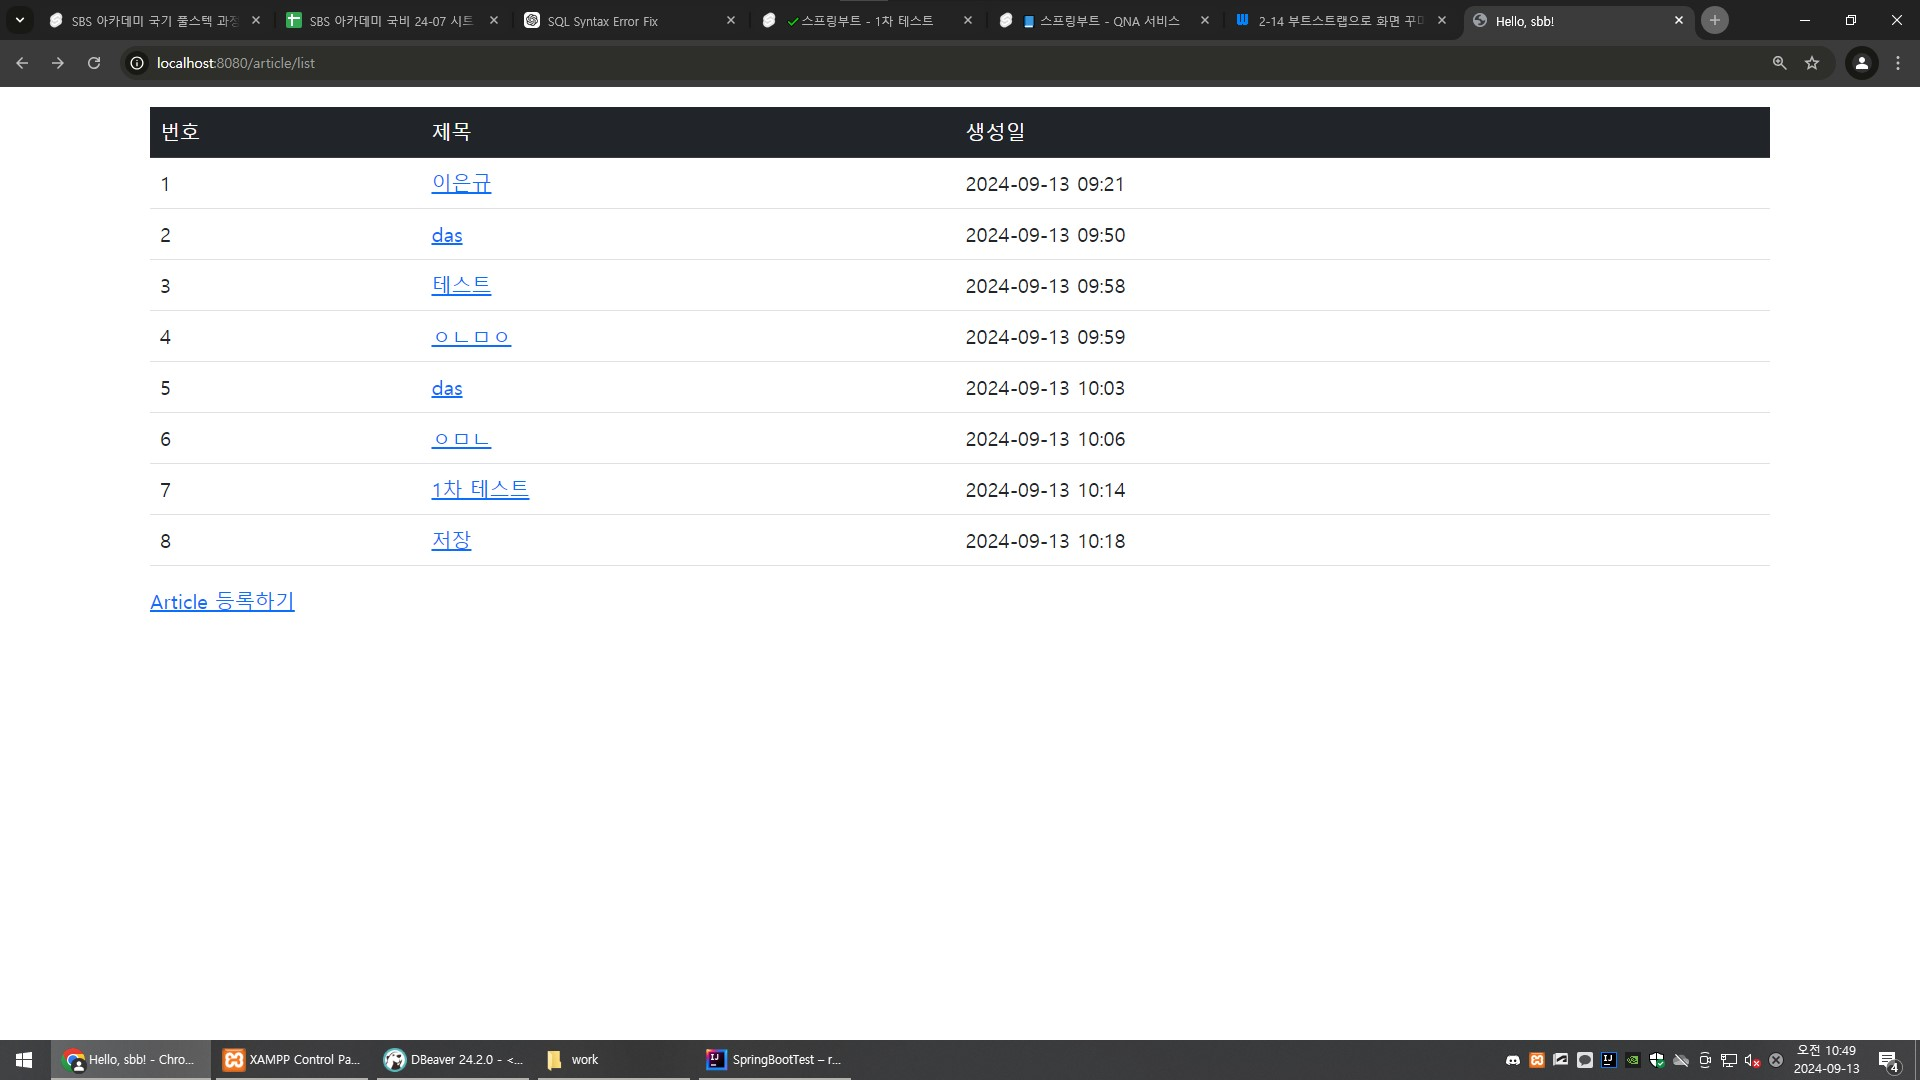 SBS 아카데미 국기 풀스텍 과정
SBS 아카데미 국비 24-07 시트
SQL Syntax Error Fix
스프링부트 - 1차 테스트
스프링부트 - QNA 서비스
2-14 부트스트랩으로 화면 꾸미
Hello, sbb!
localhost:8080/article/list
번호 제목 생성일
1 이은규 2024-09-13 09:21
2 das 2024-09-13 09:50
3 테스트 2024-09-13 09:58
4 ㅇㄴㅁㅇ 2024-09-13 09:59
5 das 2024-09-13 10:03
6 ㅇㅁㄴ 2024-09-13 10:06
7 1차 테스트 2024-09-13 10:14
8 저장 2024-09-13 10:18
Article 등록하기
Hello, sbb! - Chro...
XAMPP Control Pa...
DBeaver 24.2.0 - <...
work
SpringBootTest – r...
오전 10:49
2024-09-13
4